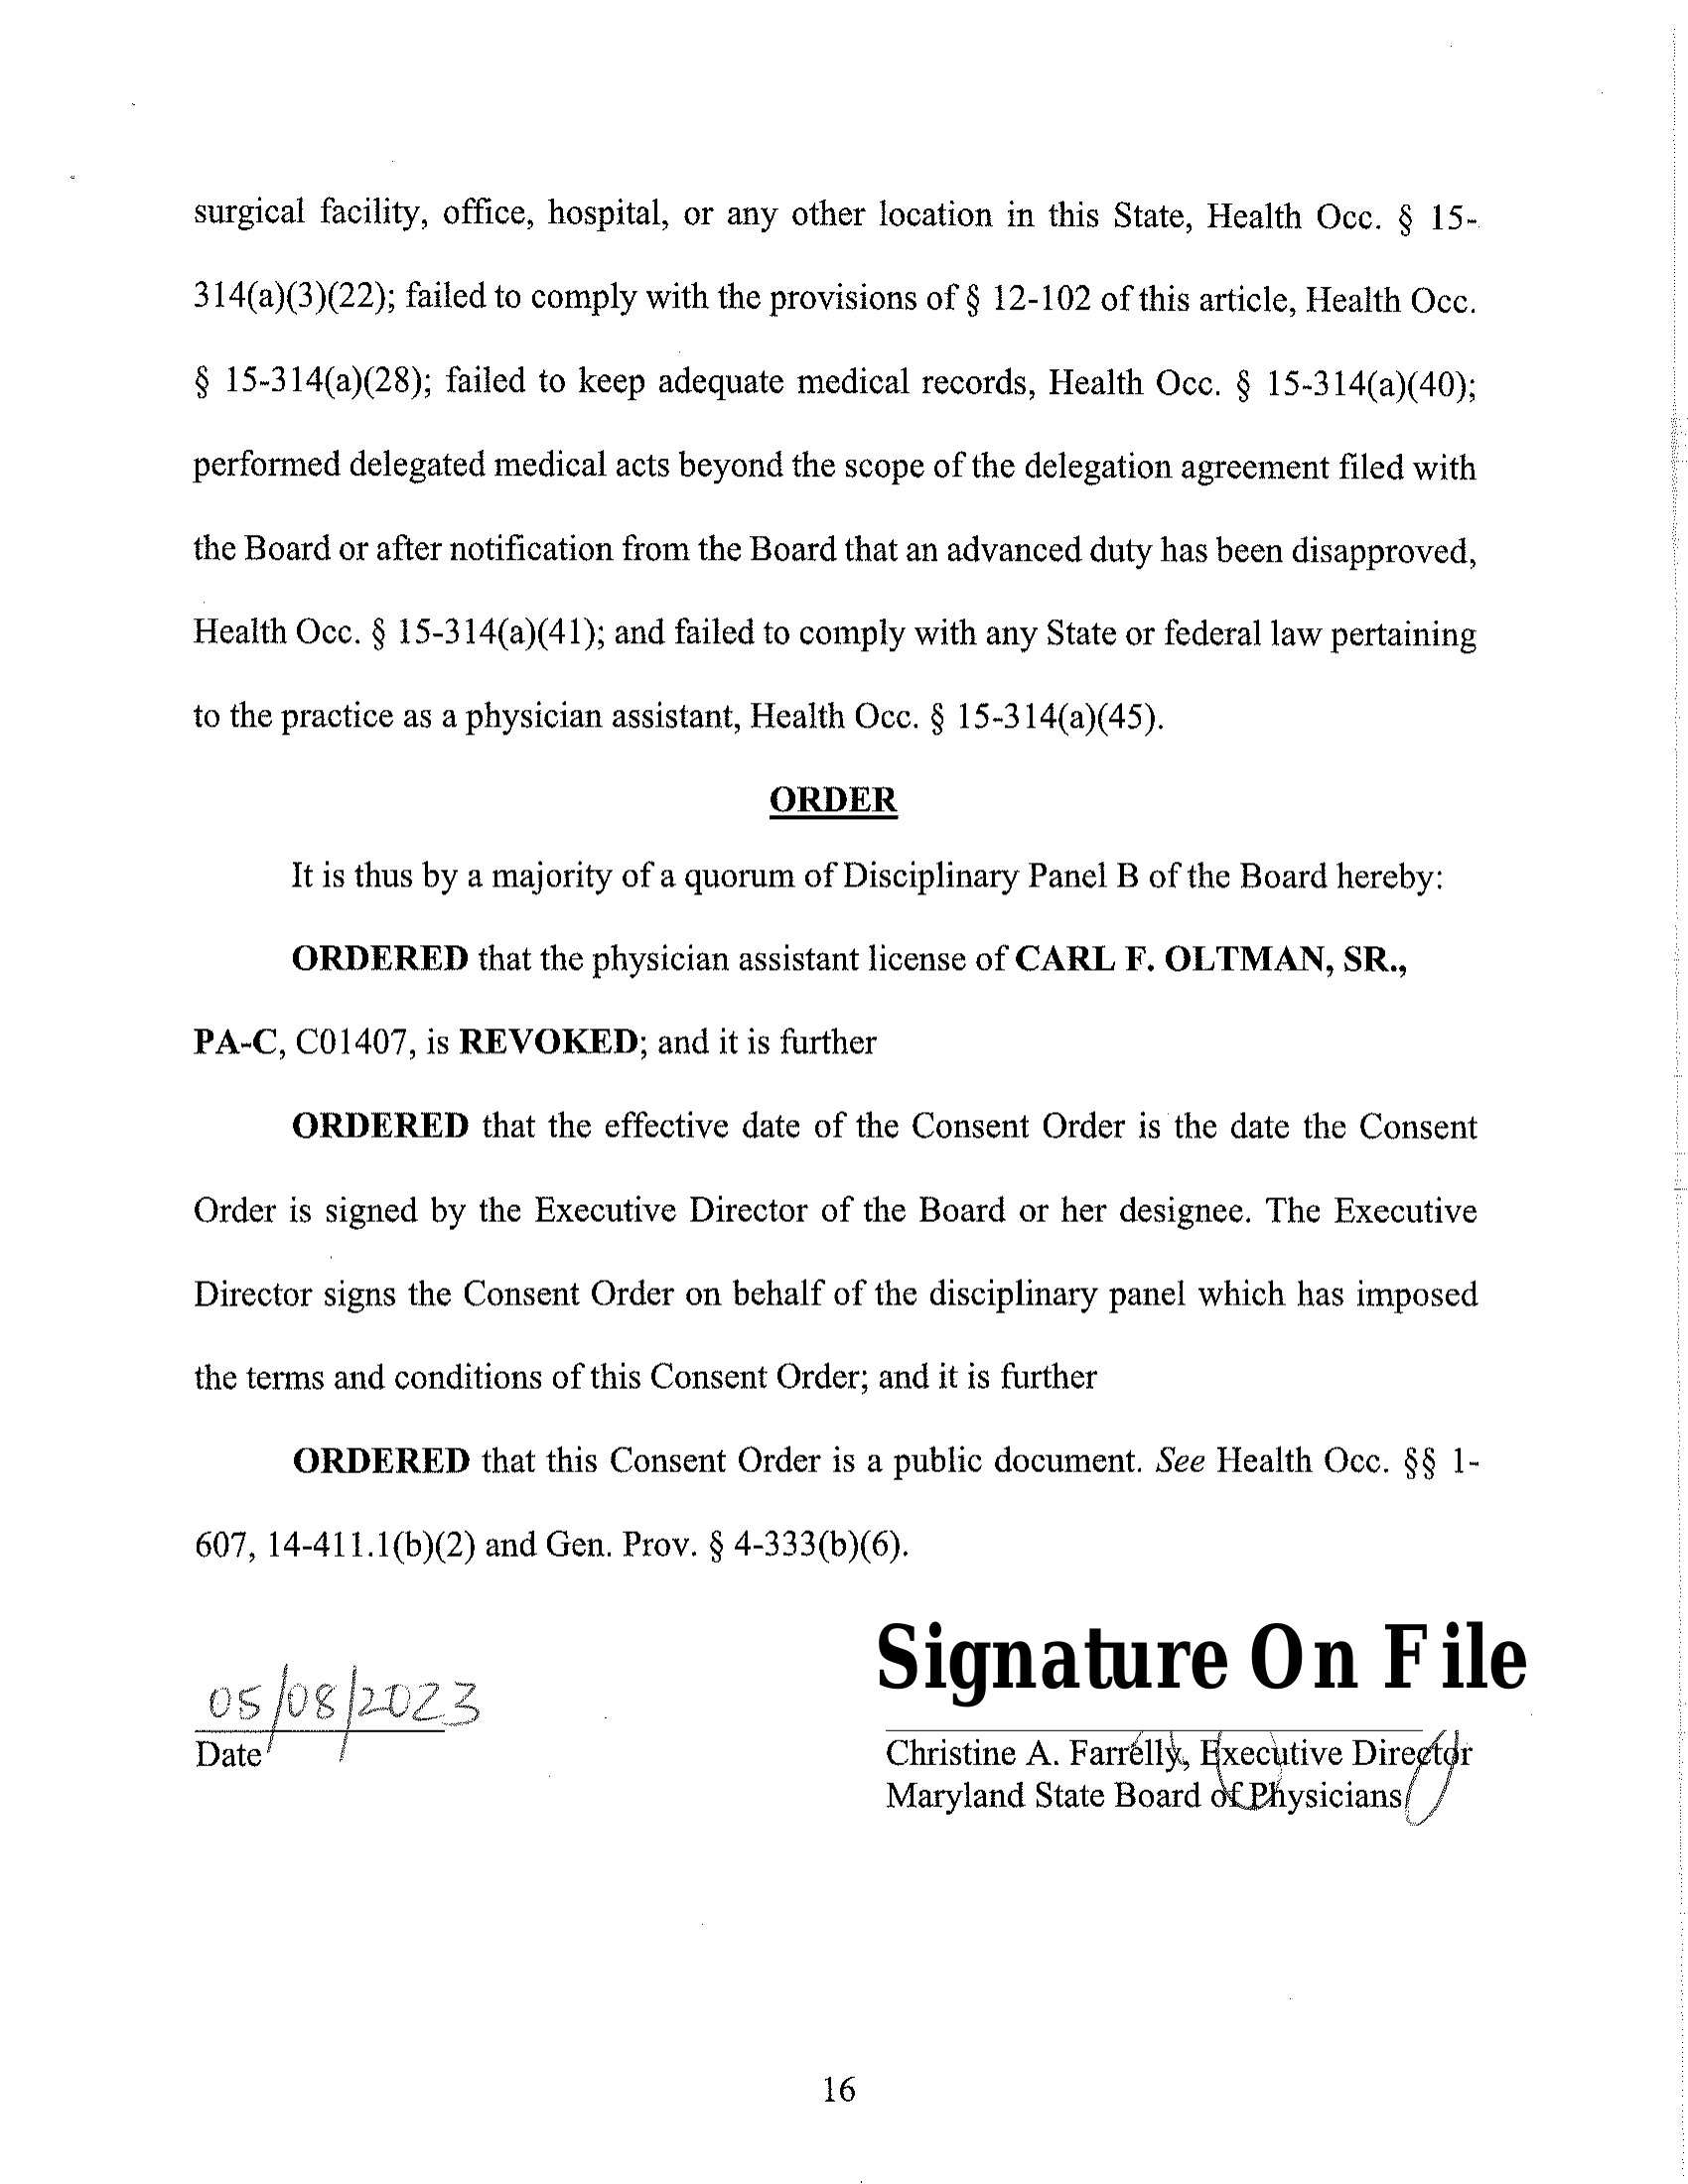 surgical facility, office, hospital, or any other location in this State, Health Occ. § 15-
314(a)(3)(22); failed to comply with the provisions of § 12-102 of this article, Health Occ.
§ 15-314(a)(28); failed to keep adequate medical records, Health Occ. § 15-314(a)(40);
performed delegated medical acts beyond the scope of the delegation agreement filed with
the Board or after notification from the Board that an advanced duty has been disapproved,
Health Occ. § 15-314(a)(41); and failed to comply with any State or federal law pertaining
to the practice as a physician assistant, Health Occ. § 15-314(a)(45).
ORDER
It is thus by a majority of a quorum of Disciplinary Panel B of the Board hereby:
ORDERED that the physician assistant license of CARL F. OLTMAN, SR.,
PA-C, C01407, is REVOKED; and it is further
ORDERED that the effective date of the Consent Order is the date the Consent
Order is signed by the Executive Director of the Board or her designee. The Executive
Director signs the Consent Order on behalf of the disciplinary panel which has imposed
the terms and conditions of this Consent Order; and it is further
ORDERED that this Consent Order is a public document. See Health Occ. §§ 1-
607, 14-411.1(b)(2) and Gen. Prov. § 4-333(b)(6).
05/08/2023
Date
Signature On File
Christine A. Farrelly, Executive Director
Maryland State Board of Physicians
16